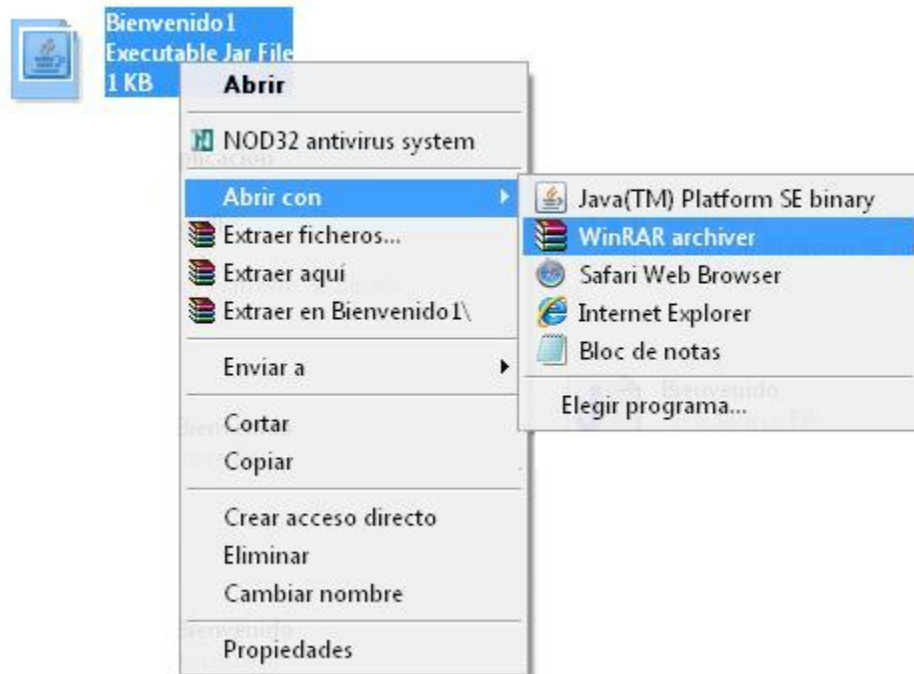 Bienvenido1
Executable Jar File
1 KB
Abrir
NOD32 antivirus system
Abrir con
Extraer ficheros...
Extraer aquí
Extraer en Bienvenido1\
Enviar a
Cortar
Copiar
Crear acceso directo
Eliminar
Cambiar nombre
Propiedades
Java(TM) Platform SE binary
WinRAR archiver
Safari Web Browser
Internet Explorer
Bloc de notas
Elegir programa...
Bienvenido
Bienvenido